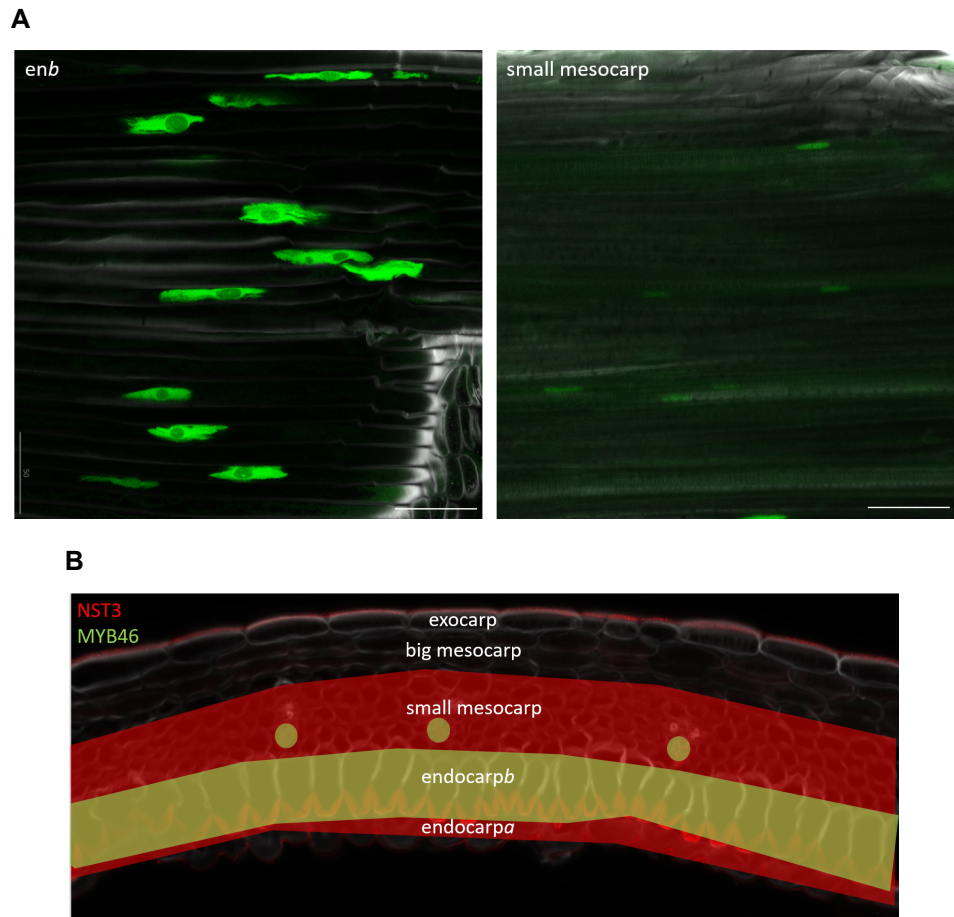 A
enb
small mesocarp
50
B
NST3
MYB46
exocarp
big mesocarp
small mesocarp
endocarpb
endocarpa